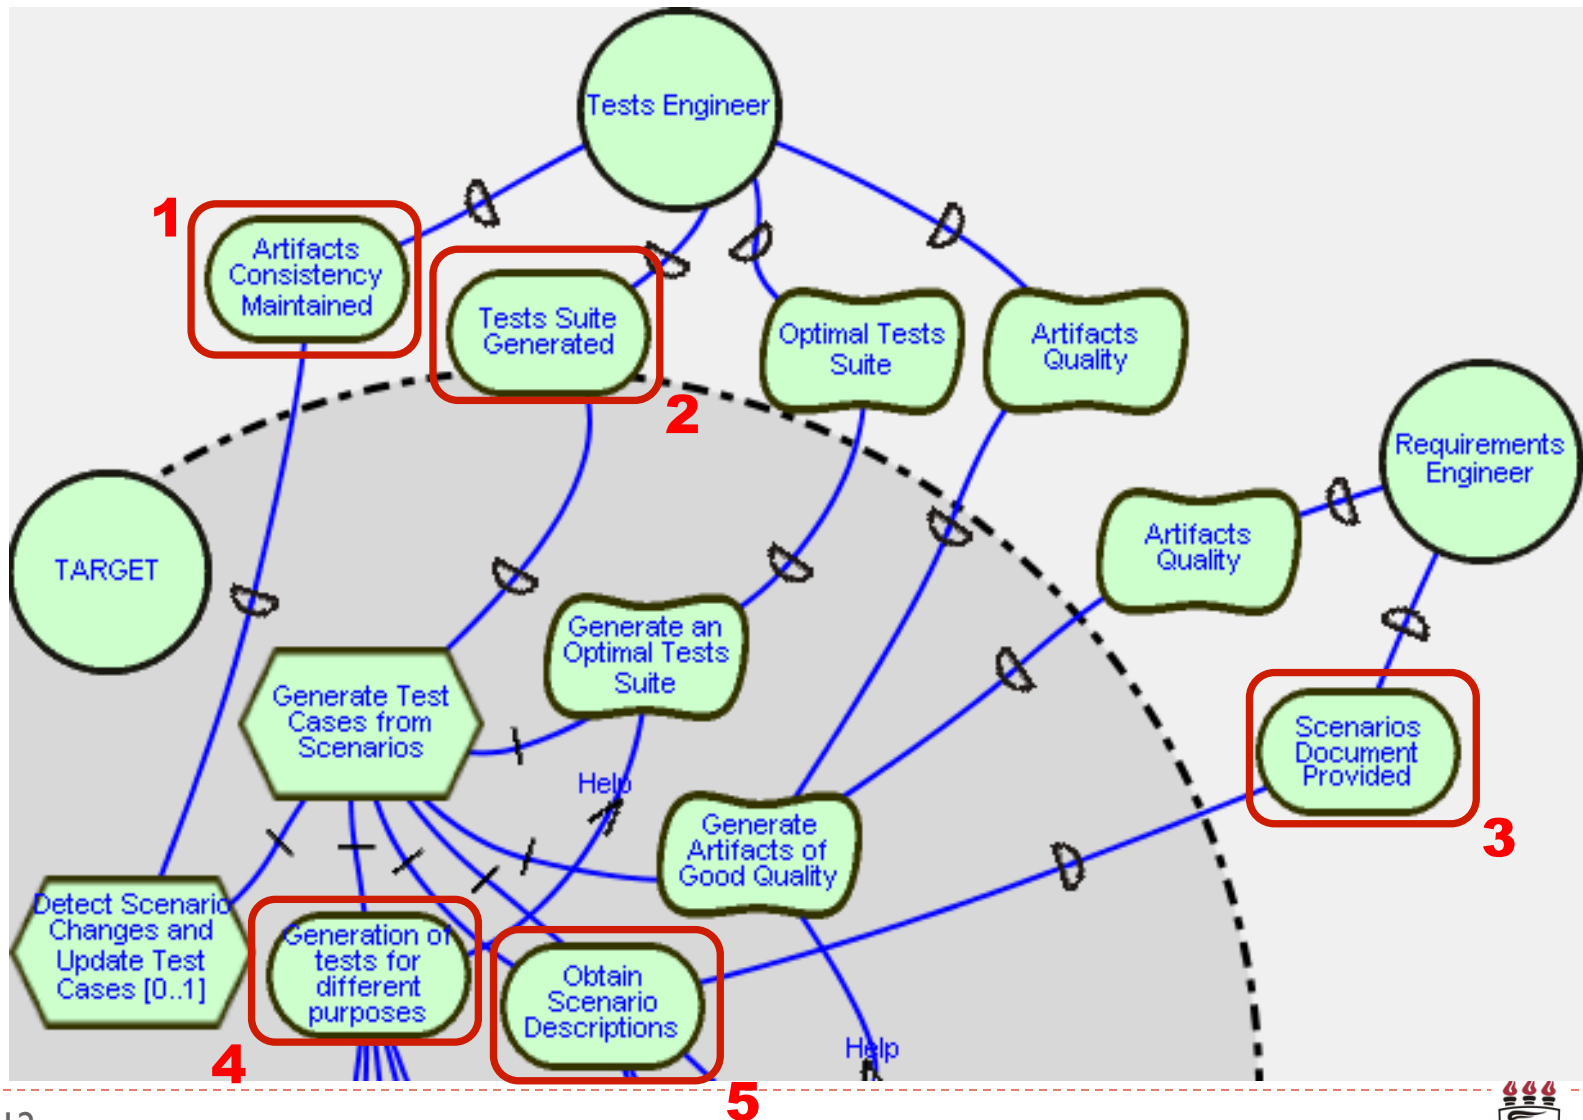 Tests Engineer
1
Artifacts
Consistency
Maintained
Tests Suite
Generated
2
Optimal Tests
Suite
Artifacts
Quality
Requirements
Engineer
Artifacts
Quality
TARGET
Generate an
Optimal Tests
Suite
Generate Test
Cases from
Scenarios
Scenarios
Document
Provided
3
Help
Generate
Artifacts of
Good Quality
Detect Scenario
Changes and
Update Test
Cases [0..1]
Generation of
tests for
different
purposes
4
Obtain
Scenario
Descriptions
5
Help